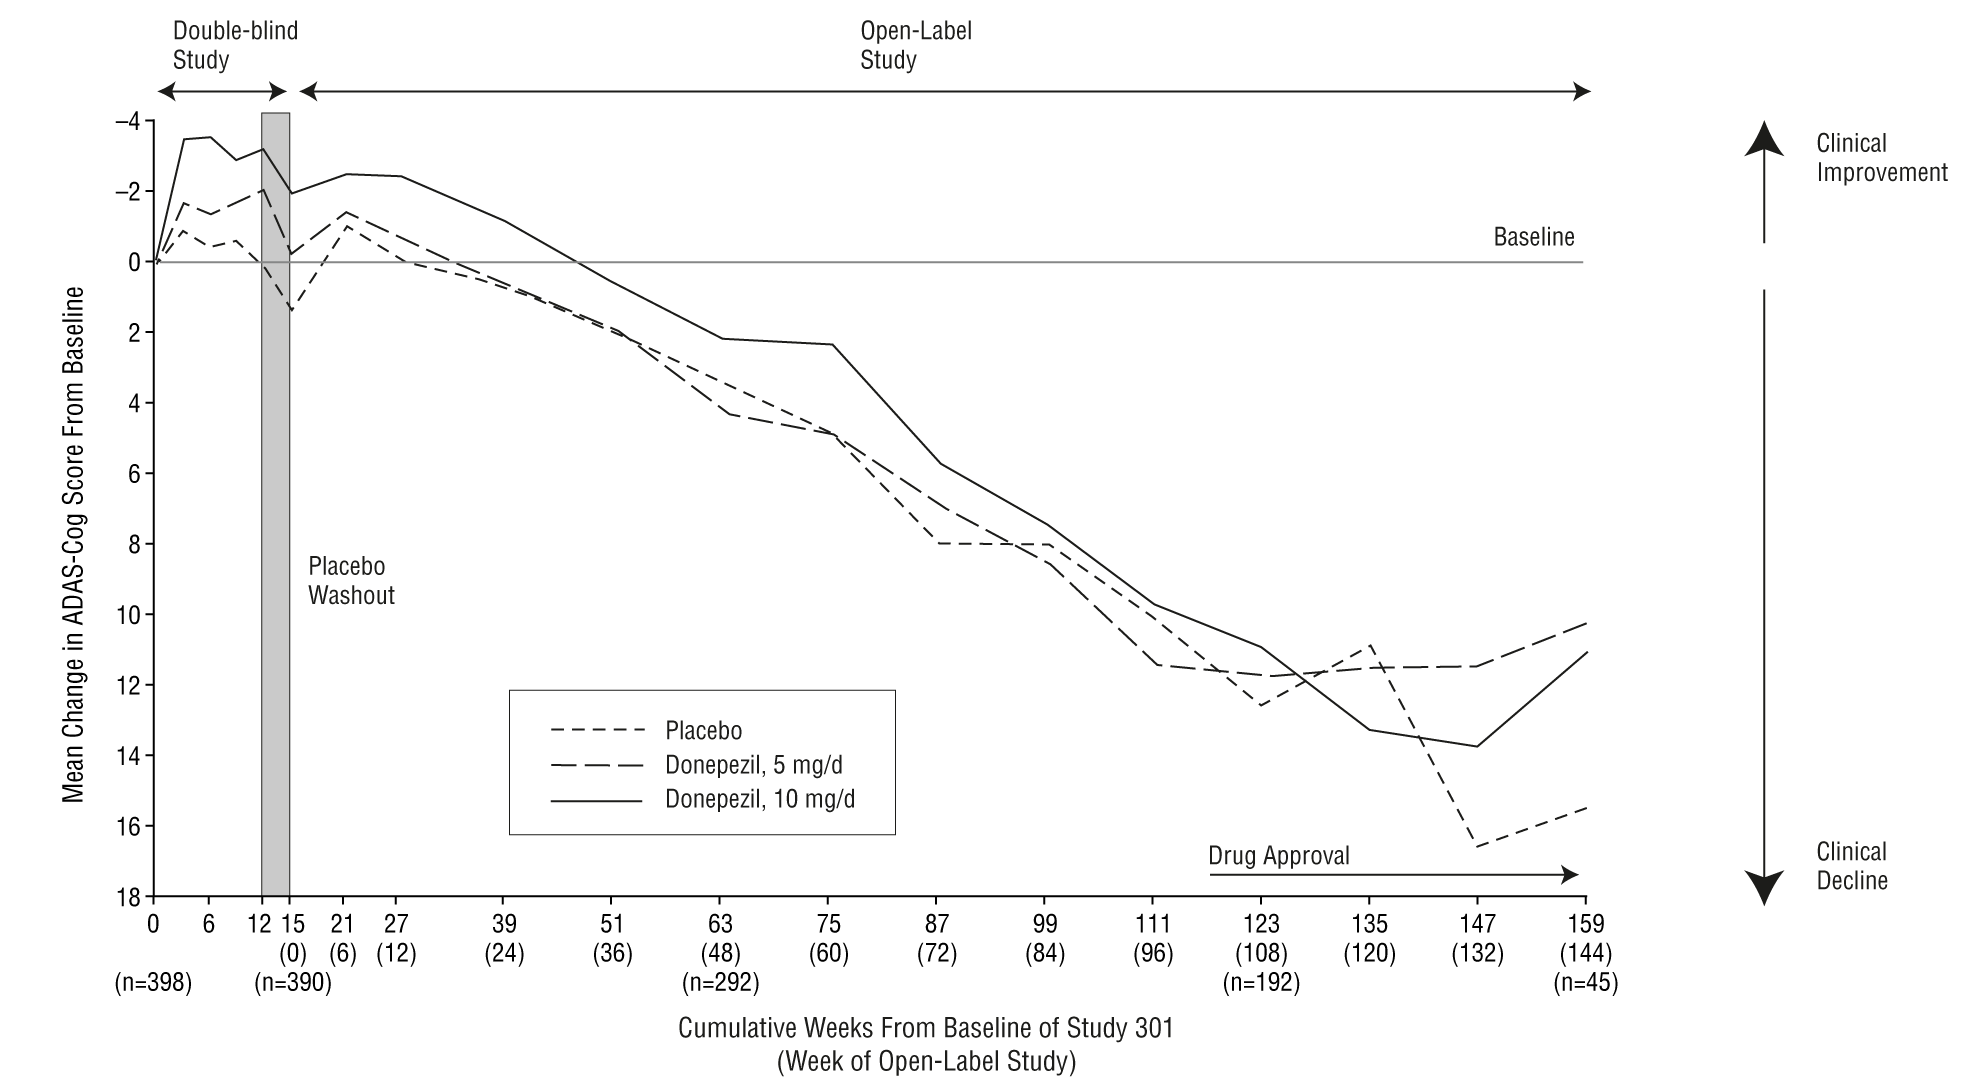 Double-blind
Study
Open-Label
Study
–4
–2
0
2
4
6
8
10
12
14
16
18
Mean Change in ADAS-Cog Score From Baseline
Clinical
Improvement
Baseline
Placebo
Washout
Placebo
Donepezil, 5 mg/d
Donepezil, 10 mg/d
Drug Approval
Clinical
Decline
0 6 12 15 21 27 39 51 63 75 87 99 111 123 135 147 159
(0) (6) (12) (24) (36) (48) (60) (72) (84) (96) (108) (120) (132) (144)
(n=398) (n=390) (n=292) (n=192) (n=45)
Cumulative Weeks From Baseline of Study 301
(Week of Open-Label Study)